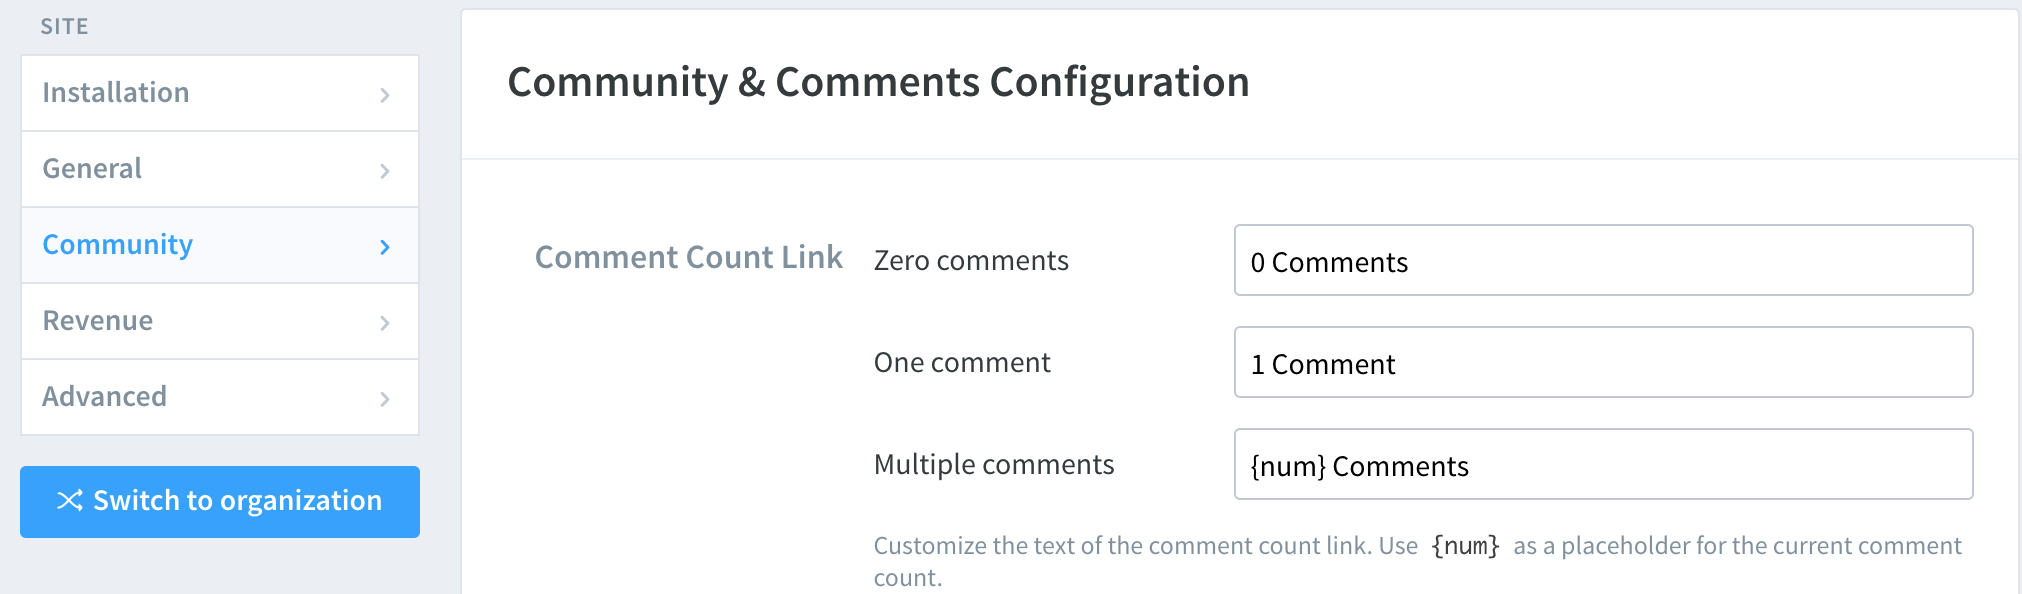 SITE
Installation
General
Community
Revenue
Advanced
Switch to organization
Community & Comments Configuration
Comment Count Link
Zero comments
0 Comments
One comment
1 Comment
Multiple comments
{num} Comments
Customize the text of the comment count link. Use {num} as a placeholder for the current comment
count.